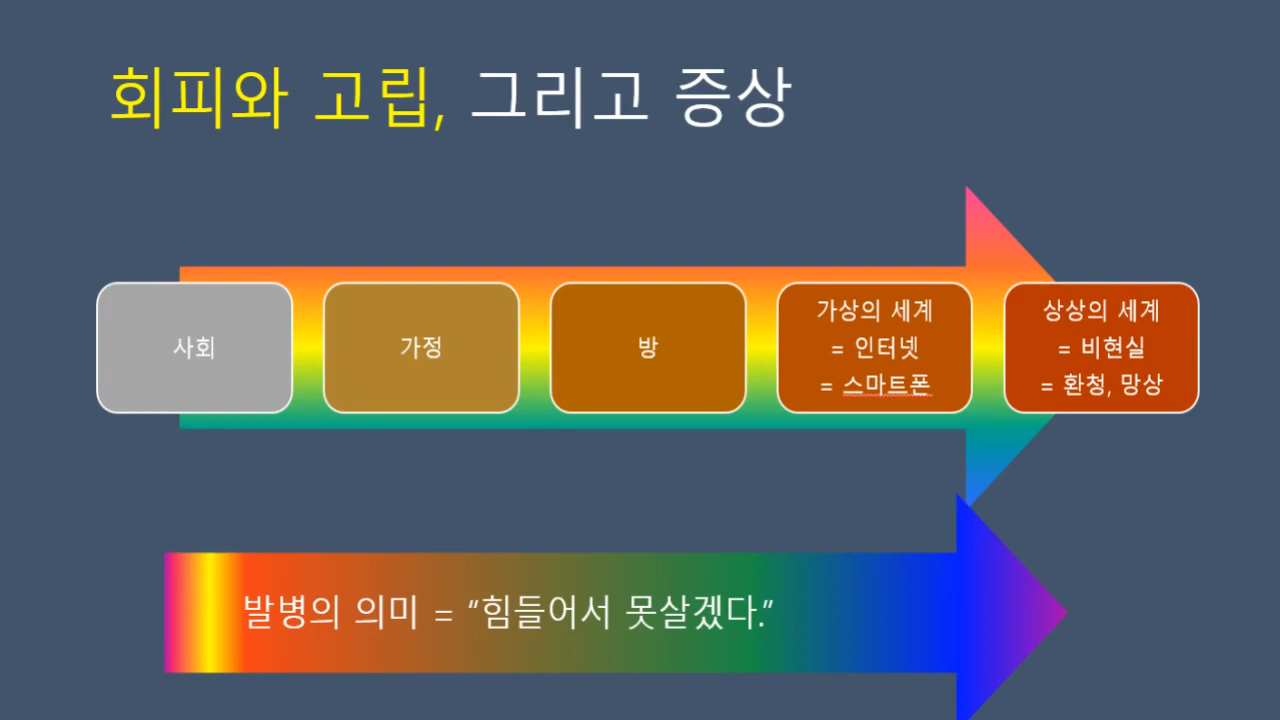 회피와 고립, 그리고 증상
사회
가정
방
가상의 세계
= 인터넷
= 스마트폰
상상의 세계
= 비현실
= 환청, 망상
발병의 의미 = “힘들어서 못살겠다.”